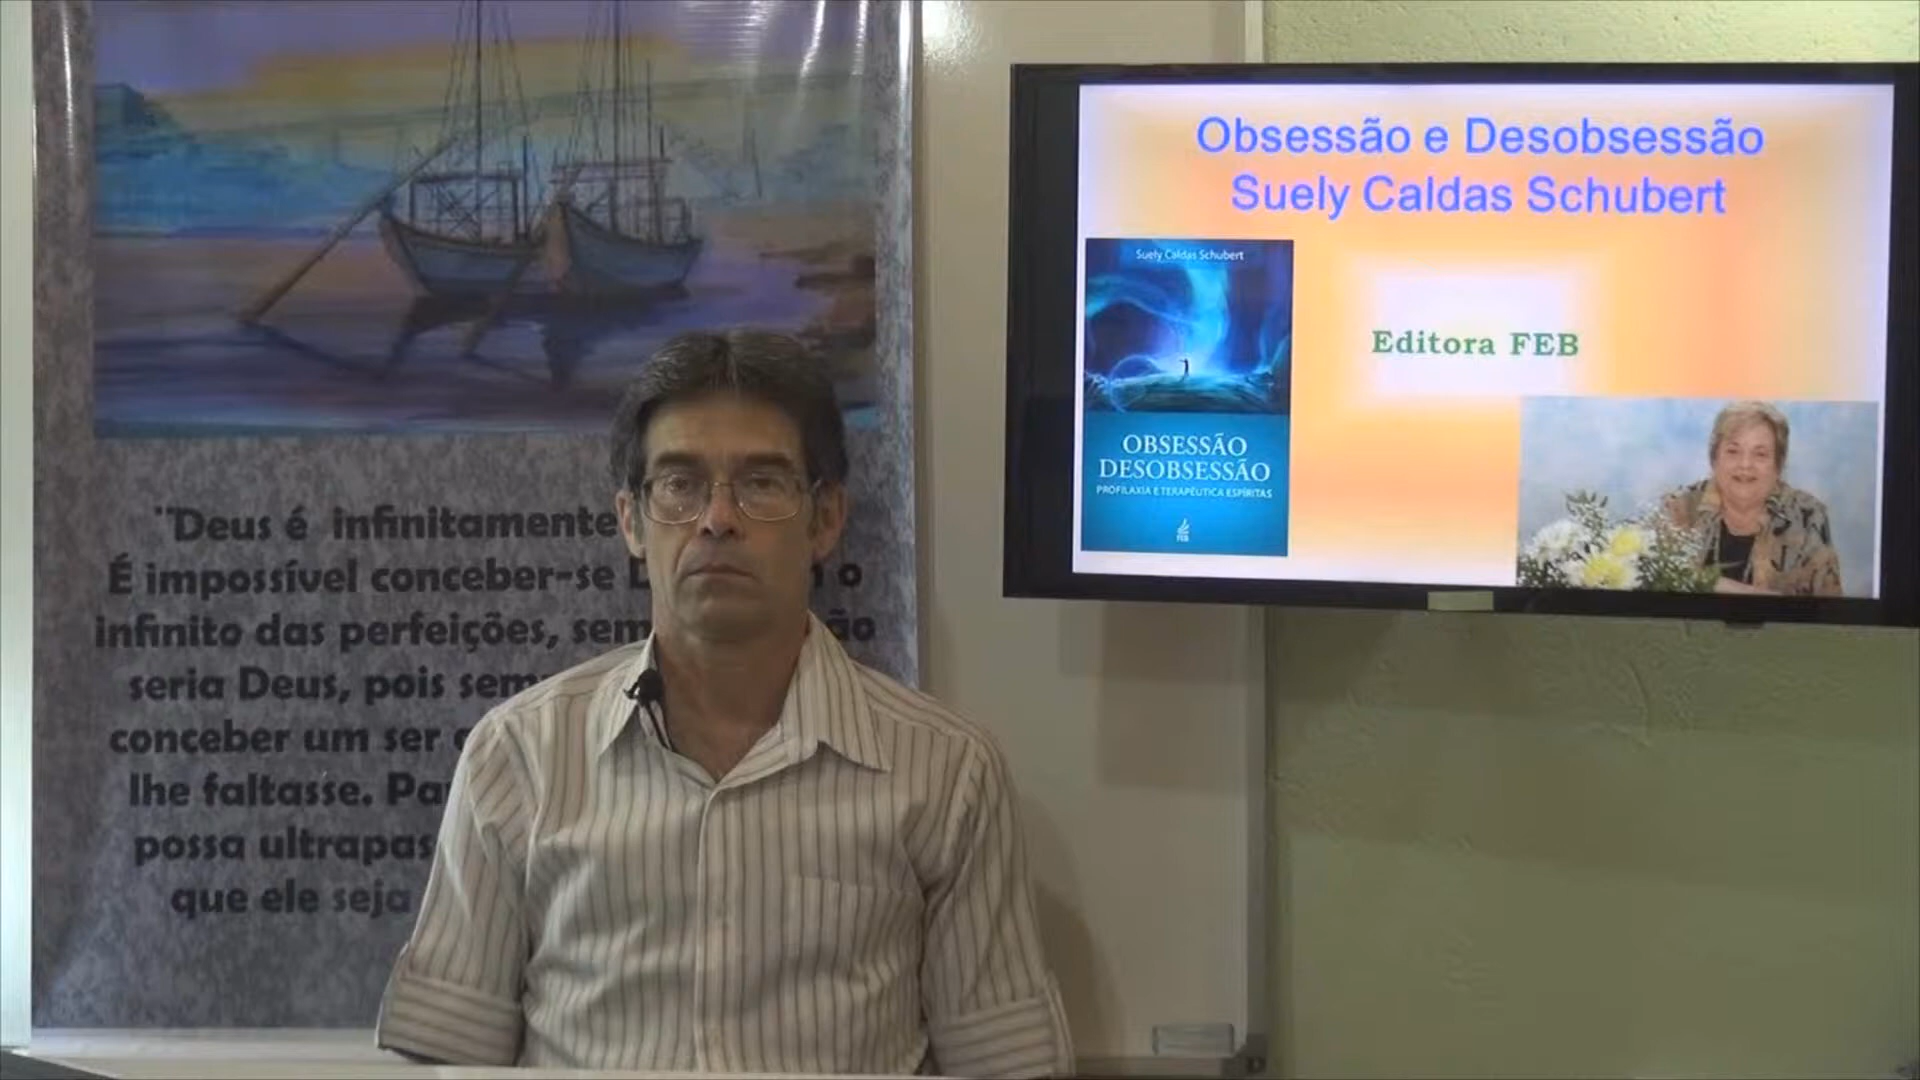 ¨Deus é infinitamente
É impossível conceber-se o
infinito das perfeições, sem
seria Deus, pois sem
conceber um ser
lhe faltasse.
possa ultrapas
que ele seja
Obsessão e Desobsessão
Suely Caldas Schubert
Suely Caldas Schubert
OBSESSÃO
DESOBSESSÃO
PROFILAXIA E TERAPÊUTICA ESPÍRITAS
FEB
Editora FEB